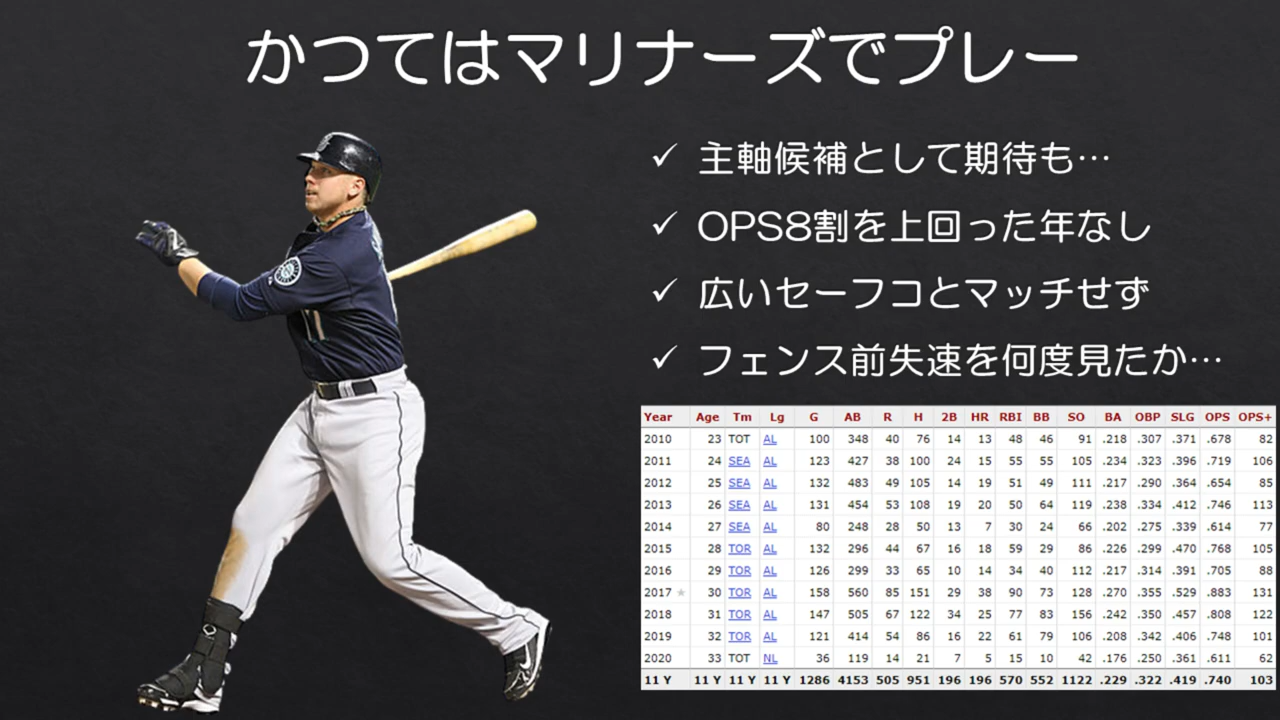 かつてはマリナーズでプレー
✓ 主軸候補として期待も…
✓ OPS8割を上回った年なし
✓ 広いセーフコとマッチせず
✓ フェンス前失速を何度見たか…
11
Year Age Tm Lg G AB R H 2B HR RBI BB SO BA OBP SLG OPS OPS+
2010 23 TOT AL 100 348 40 76 14 13 48 46 91 .218 .307 .371 .678 82
2011 24 SEA AL 123 427 38 100 24 15 55 55 105 .234 .323 .396 .719 106
2012 25 SEA AL 132 483 49 105 14 19 51 49 111 .217 .290 .364 .654 85
2013 26 SEA AL 131 454 53 108 19 20 50 64 119 .238 .334 .412 .746 113
2014 27 SEA AL 80 248 28 50 13 7 30 24 66 .202 .275 .339 .614 77
2015 28 TOR AL 132 296 44 67 16 18 59 29 86 .226 .299 .470 .768 105
2016 29 TOR AL 126 299 33 65 10 14 34 40 112 .217 .314 .391 .705 88
2017 ★ 30 TOR AL 158 560 85 151 29 38 90 73 128 .270 .355 .529 .883 131
2018 31 TOR AL 147 505 67 122 34 25 77 83 156 .242 .350 .457 .808 122
2019 32 TOR AL 121 414 54 86 16 22 61 79 106 .208 .342 .406 .748 101
2020 33 TOT NL 36 119 14 21 7 5 15 10 42 .176 .250 .361 .611 62
11 Y 11 Y 11 Y 11 Y 1286 4153 505 951 196 196 570 552 1122 .229 .322 .419 .740 103